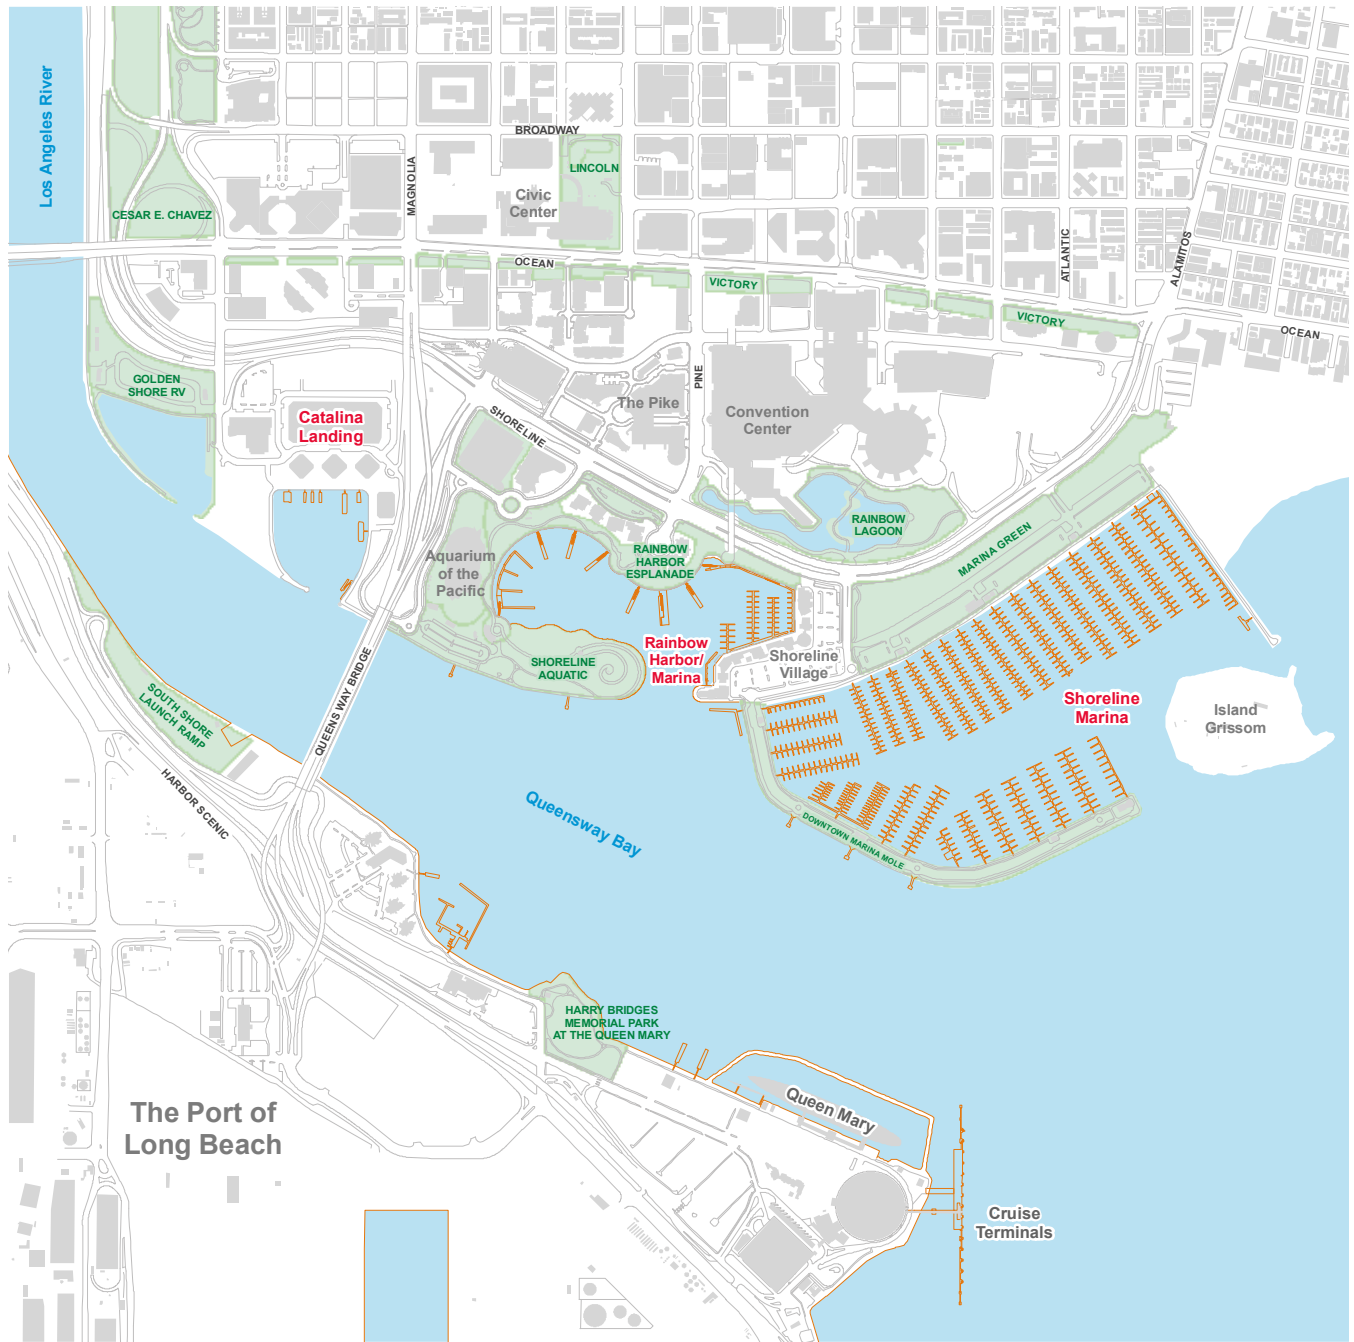 Los Angeles River
BROADWAY
LINCOLN
MAGNOLIA
Civic
Center
CESAR E. CHAVEZ
OCEAN
ATLANTIC
ALAMITOS
VICTORY
VICTORY
OCEAN
GOLDEN
SHORE RV
PINE
The Pike
Catalina
Landing
SHORELINE
Convention
Center
RAINBOW
LAGOON
MARINA GREEN
Aquarium
of the
Pacific
RAINBOW
HARBOR
ESPLANADE
Rainbow
Harbor/
Marina
SHORELINE
AQUATIC
Shoreline
Village
Shoreline
Marina
Island
Grissom
QUEENS WAY BRIDGE
SOUTH SHORE
LAUNCH RAMP
HARBOR SCENIC
Queensway Bay
DOWNTOWN MARINA MOLE
HARRY BRIDGES
MEMORIAL PARK
AT THE QUEEN MARY
The Port of
Long Beach
Queen Mary
Cruise
Terminals